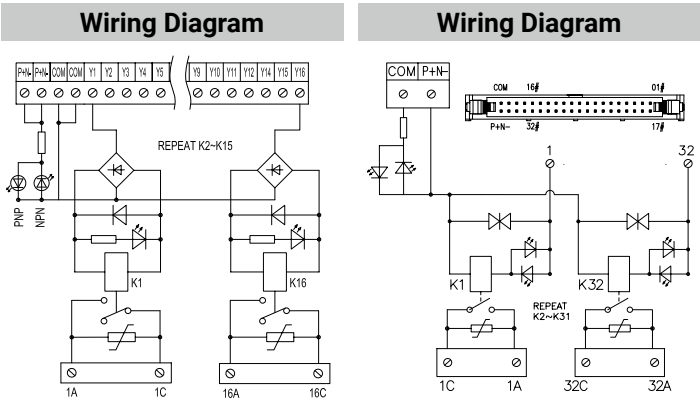 Wiring Diagram
P+N- P+N- COM COM Y1 Y2 Y3 Y4 Y5 Y9 Y10 Y11 Y12 Y14 Y15 Y16
REPEAT K2~K15
PNP NPN
K1 K16
1A 1C 16A 16C
Wiring Diagram
COM P+N-
COM 16# 01#
P+N- 32# 17#
1 32
K1 K32
REPEAT
K2~K31
1C 1A 32C 32A